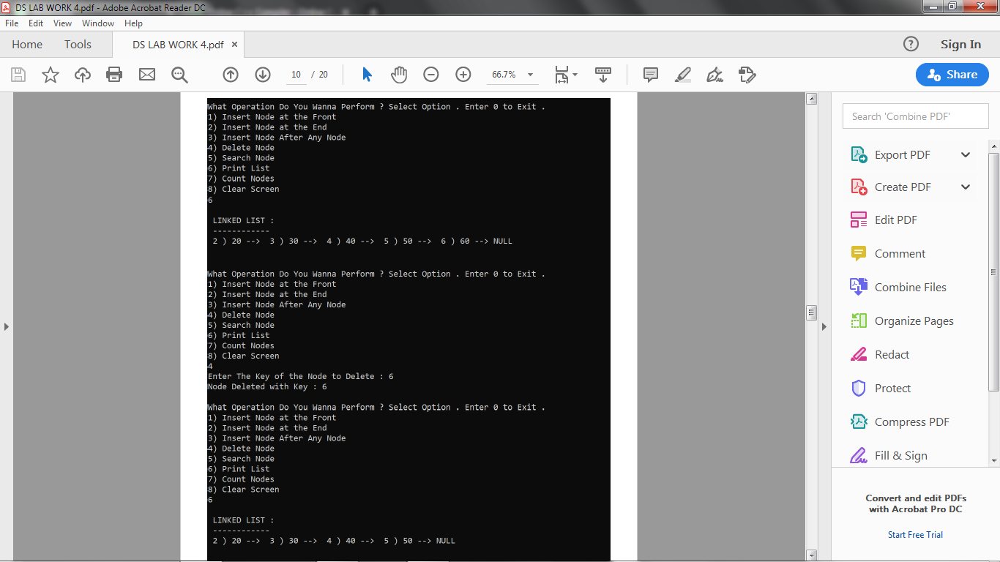 DS LAB WORK 4.pdf - Adobe Acrobat Reader DC
File Edit View Window Help
Home Tools DS LAB WORK 4.pdf × ? Sign In
10 / 20 66.7% Share
What Operation Do You Wanna Perform ? Select Option . Enter 0 to Exit .
1) Insert Node at the Front
2) Insert Node at the End
3) Insert Node After Any Node
4) Delete Node
5) Search Node
6) Print List
7) Count Nodes
8) Clear Screen
6
LINKED LIST :
------------
2 ) 20 --> 3 ) 30 --> 4 ) 40 --> 5 ) 50 --> 6 ) 60 --> NULL
What Operation Do You Wanna Perform ? Select Option . Enter 0 to Exit .
1) Insert Node at the Front
2) Insert Node at the End
3) Insert Node After Any Node
4) Delete Node
5) Search Node
6) Print List
7) Count Nodes
8) Clear Screen
4
Enter The Key of the Node to Delete : 6
Node Deleted with Key : 6
What Operation Do You Wanna Perform ? Select Option . Enter 0 to Exit .
1) Insert Node at the Front
2) Insert Node at the End
3) Insert Node After Any Node
4) Delete Node
5) Search Node
6) Print List
7) Count Nodes
8) Clear Screen
6
LINKED LIST :
------------
2 ) 20 --> 3 ) 30 --> 4 ) 40 --> 5 ) 50 --> NULL
Search 'Combine PDF'
Export PDF
Create PDF
Edit PDF
Comment
Combine Files
Organize Pages
Redact
Protect
Compress PDF
Fill & Sign
Convert and edit PDFs
with Acrobat Pro DC
Start Free Trial